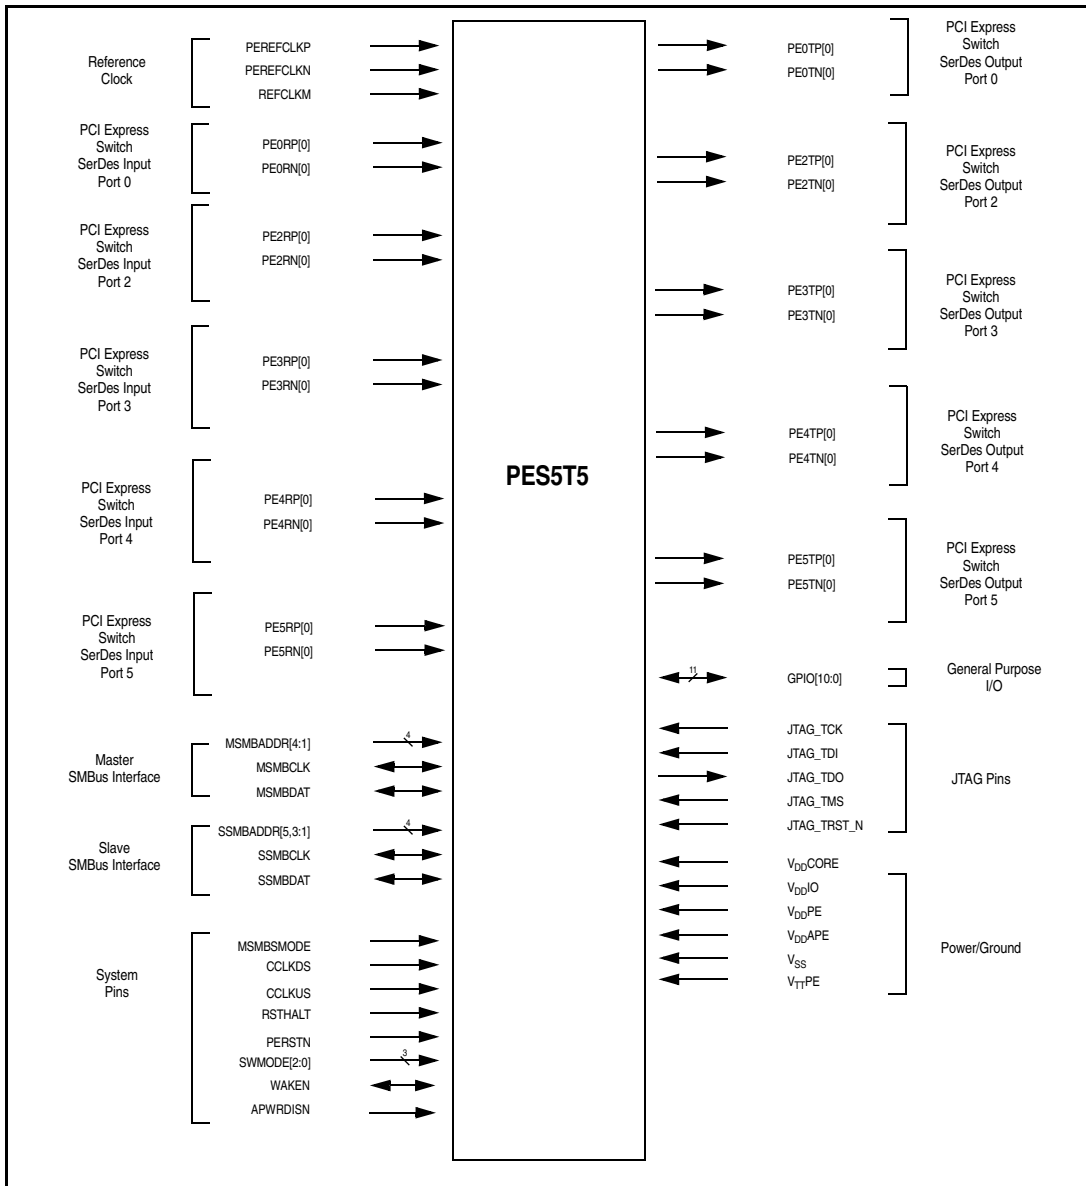 Reference
Clock
PEREFCLKP
PEREFCLKN
REFCLKM
PCI Express
Switch
SerDes Input
Port 0
PE0RP[0]
PE0RN[0]
PCI Express
Switch
SerDes Input
Port 2
PE2RP[0]
PE2RN[0]
PCI Express
Switch
SerDes Input
Port 3
PE3RP[0]
PE3RN[0]
PCI Express
Switch
SerDes Input
Port 4
PE4RP[0]
PE4RN[0]
PCI Express
Switch
SerDes Input
Port 5
PE5RP[0]
PE5RN[0]
Master
SMBus Interface
MSMBADDR[4:1]
4
MSMBCLK
MSMBDAT
Slave
SMBus Interface
SSMBADDR[5,3:1]
4
SSMBCLK
SSMBDAT
System
Pins
MSMBSMODE
CCLKDS
CCLKUS
RSTHALT
PERSTN
SWMODE[2:0]
3
WAKEN
APWRDISN
PES5T5
PE0TP[0]
PE0TN[0]
PCI Express
Switch
SerDes Output
Port 0
PE2TP[0]
PE2TN[0]
PCI Express
Switch
SerDes Output
Port 2
PE3TP[0]
PE3TN[0]
PCI Express
Switch
SerDes Output
Port 3
PE4TP[0]
PE4TN[0]
PCI Express
Switch
SerDes Output
Port 4
PE5TP[0]
PE5TN[0]
PCI Express
Switch
SerDes Output
Port 5
11
GPIO[10:0]
General Purpose
I/O
JTAG_TCK
JTAG_TDI
JTAG_TDO
JTAG_TMS
JTAG_TRST_N
JTAG Pins
VDDCORE
VDDIO
VDDPE
VDDAPE
VSS
VTTPE
Power/Ground